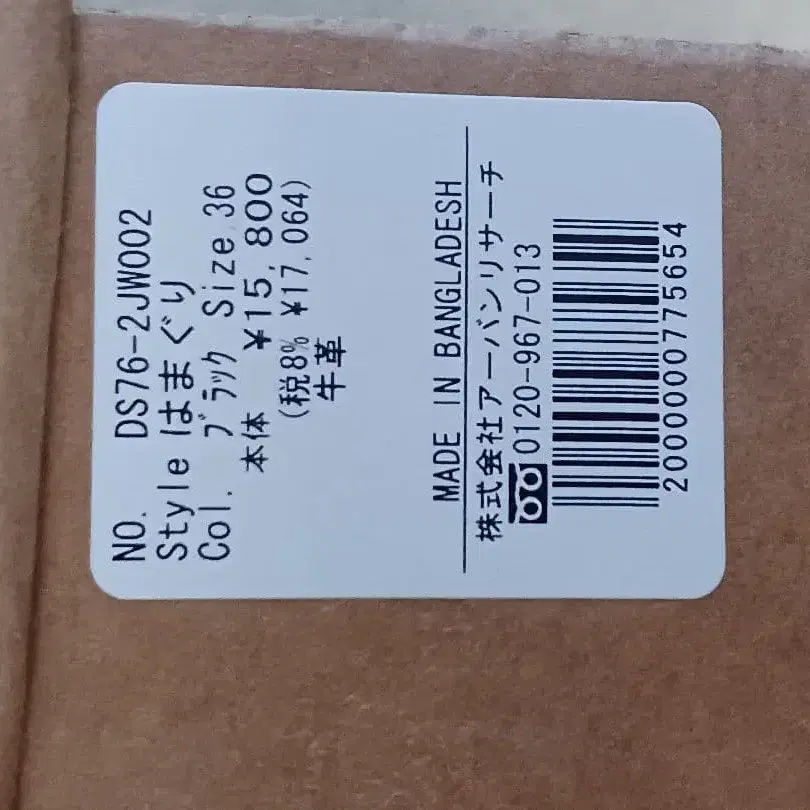 NO. DS76-2JW002
Style はまぐり
Col. ﾌﾞﾗｯｸ Size 36
本体 ¥15,800
(税8% ¥17,064)
牛革
MADE IN BANGLADESH
株式会社アーバンリサーチ
0120-967-013
2000000775654